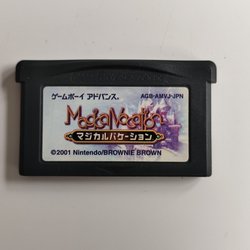 ゲームボーイ アドバンス. AGB-AMVJ-JPN
Magical Vacation
マジカルバケーション
©2001 Nintendo/BROWNIE BROWN